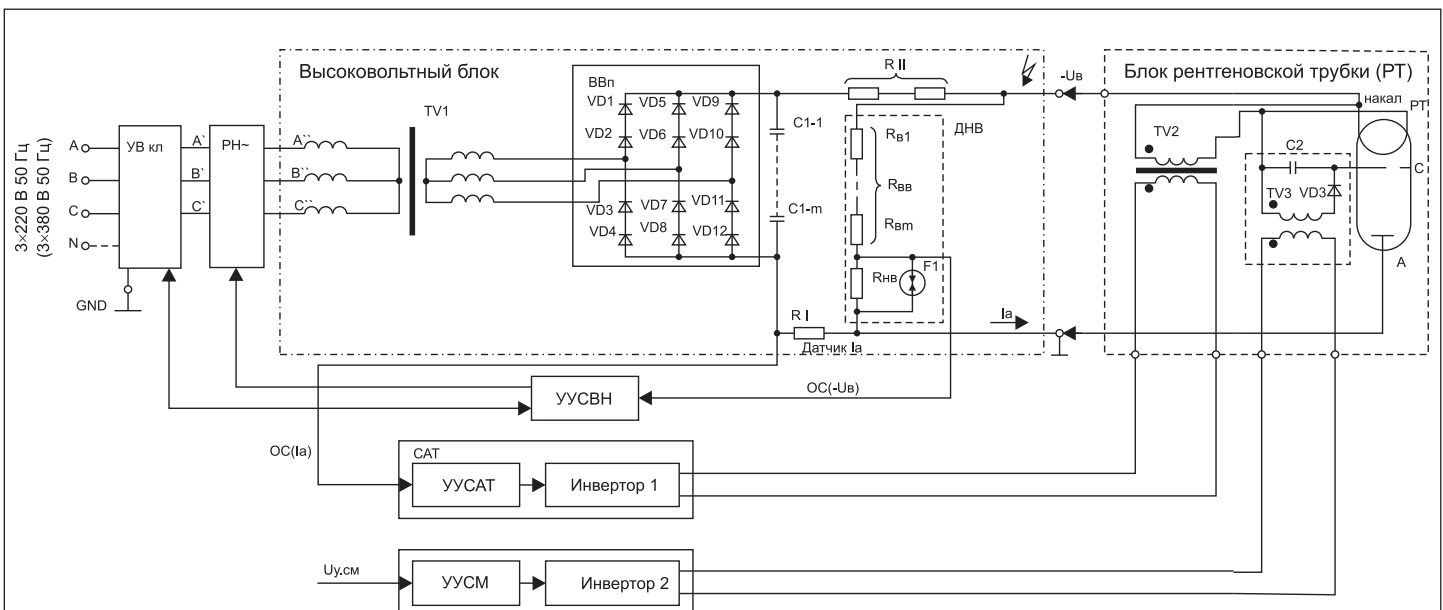 Высоковольтный блок
Блок рентгеновской трубки (РТ)
3×220 В 50 Гц
(3×380 В 50 Гц)
A
B
C
N
GND
УВ кл
A`
B`
C`
РН~
A``
B``
C``
TV1
ВВп
VD1
VD5
VD9
VD2
VD6
VD10
VD3
VD7
VD11
VD4
VD8
VD12
C1-1
C1-m
R II
-Uв
ДНВ
Rв1
Rвв
Rвm
Rнв
F1
R I
Датчик Ia
Ia
накал
РТ
TV2
C2
TV3
VD3
C
A
УУСВН
ОС(-Uв)
ОС(Ia)
САТ
УУСАТ
Инвертор 1
Uу.см
УУСМ
Инвертор 2